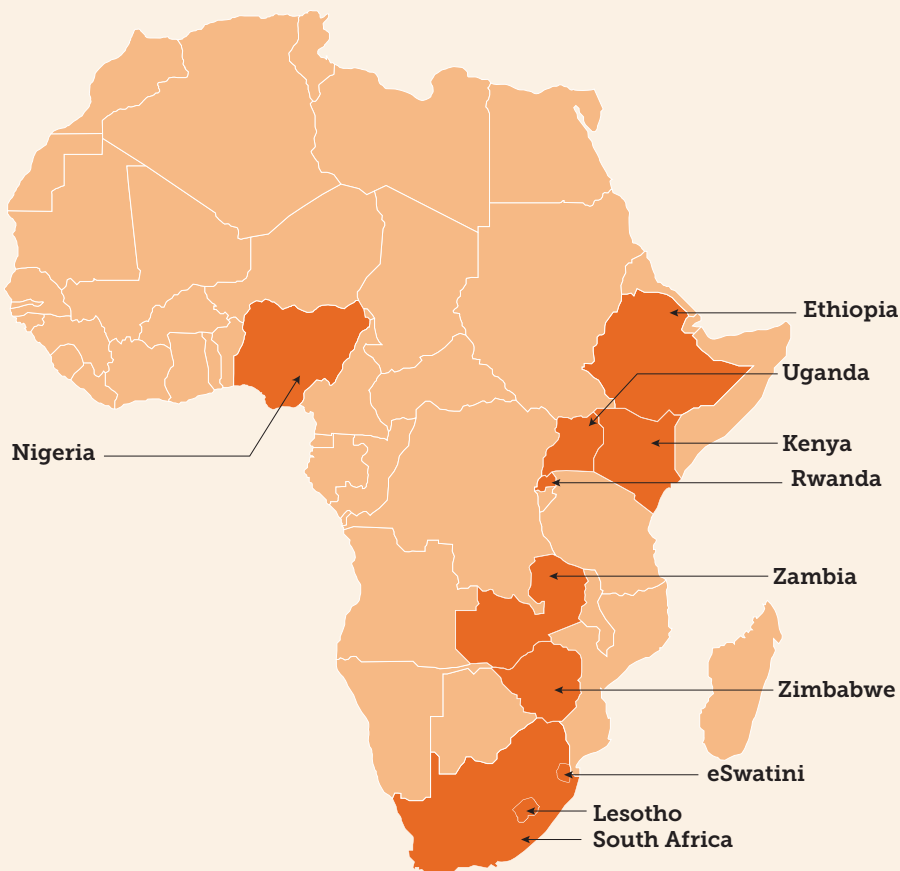 Ethiopia
Uganda
Nigeria
Kenya
Rwanda
Zambia
Zimbabwe
eSwatini
Lesotho
South Africa